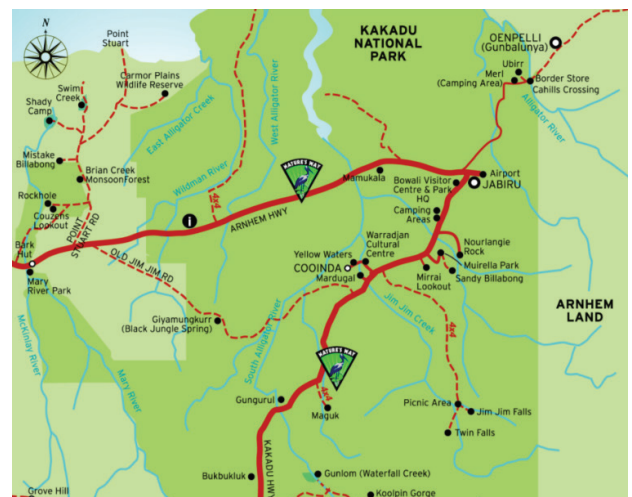 N
Point
Stuart
KAKADU
NATIONAL
PARK
OENPELLI
(Gunbalunya)
Ubirr
Merl
(Camping Area)
Border Store
Cahills Crossing
Swim
Creek
Carmor Plains
Wildlife Reserve
Shady
Camp
East Alligator Creek
West Alligator River
Alligator River
Mistake
Billabong
Brian Creek
Monsoon Forest
Wildman River
NATURE'S WAY
Mamukala
Airport
Bowali Visitor
Centre & Park
HQ
JABIRU
Rockhole
Couzens
Lookout
4x4
ARNHEM HWY
Camping
Areas
POINT
STUART RD
Bark
Hut
i
OLD JIM JIM RD
Warradjan
Cultural
Centre
Yellow Waters
COOINDA
Mardugal
Nourlangie
Rock
Muirella Park
Mirrai
Lookout
Sandy Billabong
Mary
River Park
ARNHEM
LAND
Giyamungkurr
(Black Jungle Spring)
South Alligator River
Jim Jim Creek
4x4
McKinlay River
Mary River
NATURE'S WAY
4x4
Gungurul
Maguk
Picnic Area
Jim Jim Falls
Twin Falls
KAKADU HWY
Bukbukluk
Gunlom (Waterfall Creek)
Grove Hill
Koolpin Gorge